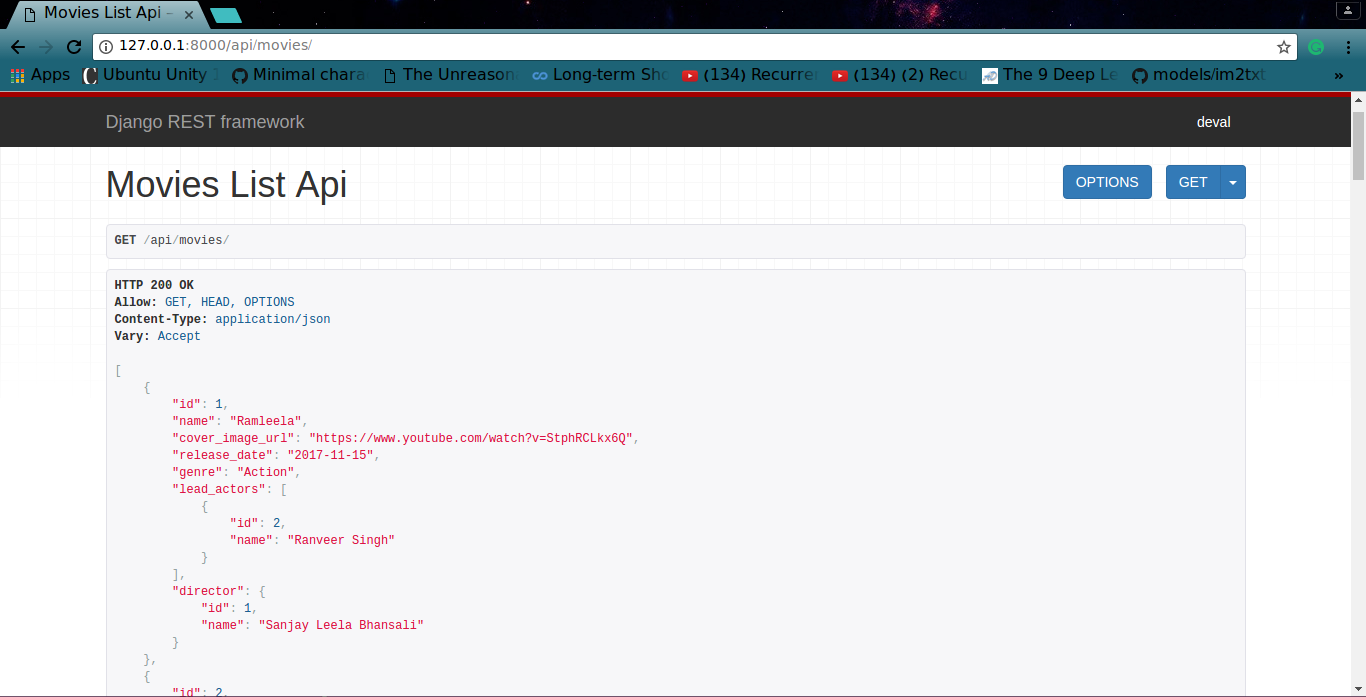 Movies List Api -
127.0.0.1:8000/api/movies/
Apps Ubuntu Unity Minimal chara The Unreason Long-term Sho (134) Recurre (134) (2) Recu The 9 Deep Le models/im2txt »
Django REST framework deval
Movies List Api OPTIONS GET
GET /api/movies/
HTTP 200 OK
Allow: GET, HEAD, OPTIONS
Content-Type: application/json
Vary: Accept
[
{
"id": 1,
"name": "Ramleela",
"cover_image_url": "https://www.youtube.com/watch?v=StphRCLkx6Q",
"release_date": "2017-11-15",
"genre": "Action",
"lead_actors": [
{
"id": 2,
"name": "Ranveer Singh"
}
],
"director": {
"id": 1,
"name": "Sanjay Leela Bhansali"
}
},
{
"id": 2,